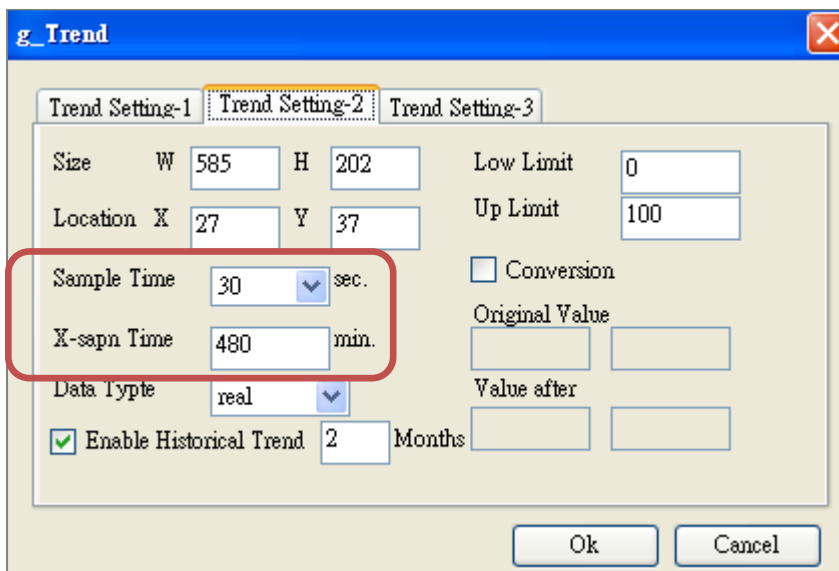 g_Trend
Trend Setting-1 Trend Setting-2 Trend Setting-3
Size W 585 H 202 Low Limit 0
Location X 27 Y 37 Up Limit 100
Sample Time 30 sec. Conversion
X-sapn Time 480 min. Original Value
Data Typte real Value after
Enable Historical Trend 2 Months
Ok Cancel